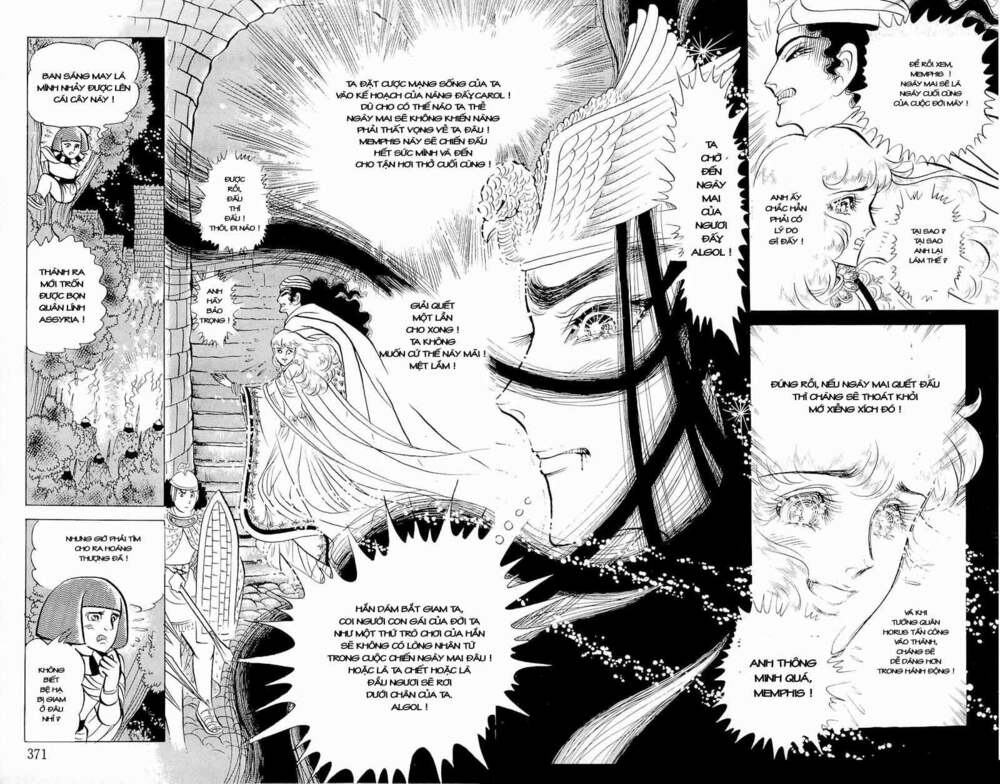 ĐỂ RỒI XEM,
MEMPHIS !
NGÀY MAI SẼ LÀ
NGÀY CUỐI CÙNG
CỦA CUỘC ĐỜI MÀY !
TẠI SAO ?
TẠI SAO
ANH LẠI
LÀM THẾ ?
ANH ẤY
CHẮC HẲN
PHẢI CÓ
LÝ DO
GÌ ĐẤY !
ĐÚNG RỒI, NẾU NGÀY MAI QUẾT ĐẤU
THÌ CHÀNG SẼ THOÁT KHỎI
MỚ XIỀNG XÍCH ĐÓ !
VÀ KHI
TƯỚNG QUÂN
HORUS TẤN CÔNG
VÀO THÀNH,
CHÀNG SẼ
DỄ DÀNG HƠN
TRONG HÀNH ĐỘNG !
ANH THÔNG
MINH QUÁ,
MEMPHIS !
TA
CHỜ
ĐẾN
NGÀY
MAI
CỦA
NGƯƠI
ĐẤY
ALGOL !
TA ĐẶT CƯỢC MẠNG SỐNG CỦA TA
VÀO KẾ HOẠCH CỦA NÀNG ĐẤYCAROL !
DÙ CHO CÓ THẾ NÀO TA THỀ
NGÀY MAI SẼ KHÔNG KHIẾN NÀNG
PHẢI THẤT VỌNG VỀ TA ĐÂU !
MEMPHIS NÀY SẼ CHIẾN ĐẤU
HẾT SỨC MÌNH VÀ ĐẾN
CHO TẬN HƠI THỞ CUỐI CÙNG !
ĐƯỢC
RỒI,
ĐẤU
THÌ
ĐẤU !
THÔI, ĐI NÀO !
ANH
HÃY
BẢO
TRỌNG !
GIẢI QUẾT
MỘT LẦN
CHO XONG !
TA KHÔNG
MUỐN CỨ THẾ NÀY MÃI !
MỆT LẮM !
HẮN DÁM BẮT GIAM TA,
COI NGƯỜI CON GÁI CỦA ĐỜI TA
NHƯ MỘT THỨ TRÒ CHƠI CỦA HẮN
SẼ KHÔNG CÓ LÒNG NHÂN TỪ
TRONG CUỘC CHIẾN NGÀY MAI ĐÂU !
HOẶC LÀ TA CHẾT HOẶC LÀ
ĐẦU NGƯƠI SẼ RƠI
DƯỚI CHÂN CỦA TA.
ALGOL !
BAN SÁNG MAY LÀ
MÌNH NHẢY ĐƯỢC LÊN
CÁI CÂY NÀY !
THÀNH RA
MỚI TRỐN
ĐƯỢC BỌN
QUÂN LÍNH
ASSYRIA !
NHƯNG GIỜ PHẢI TÌM
CHO RA HOÀNG
THƯỢNG ĐÃ !
KHÔNG
BIẾT
BỆ HẠ
BỊ GIAM
Ở ĐÂU
NHỈ ?
371